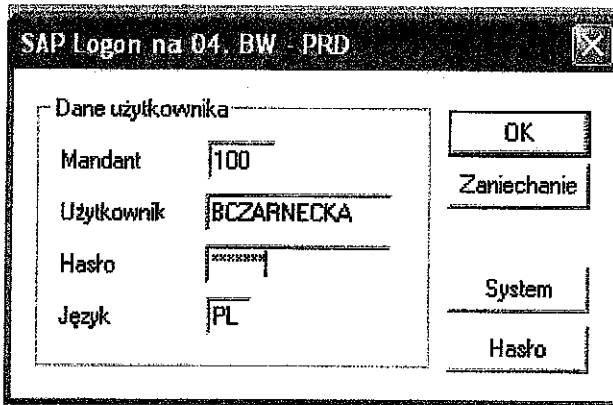 SAP Logon na 04. BW - PRD
Dane użytkownika
Mandant 100
Użytkownik BCZARNECKA
Hasło *******
Język PL
OK
Zaniechanie
System
Hasło